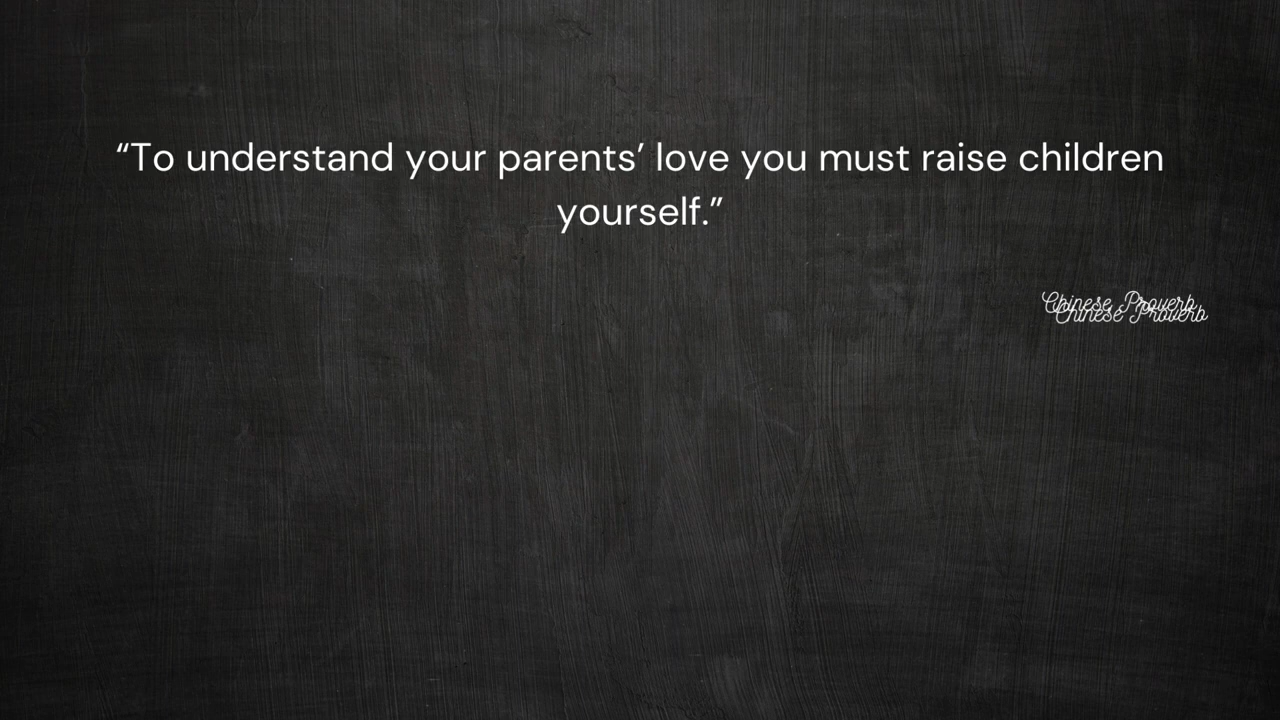 “To understand your parents’ love you must raise children
yourself.”
Chinese Proverb
Chinese Proverb